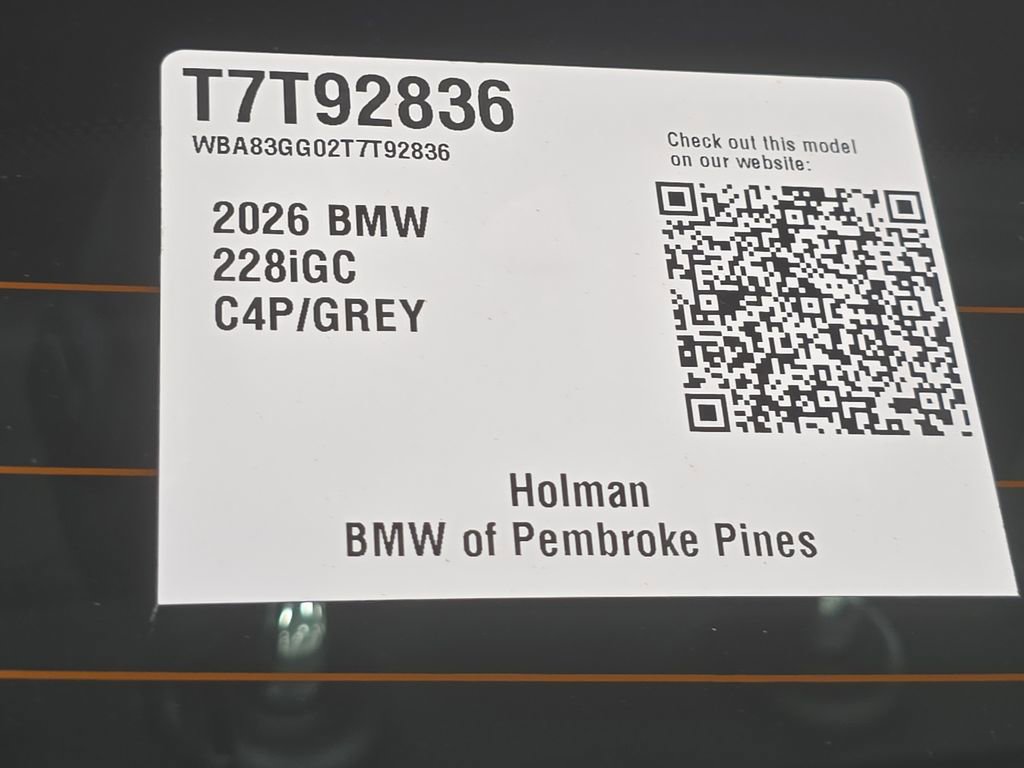 T7T92836
WBA83GG02T7T92836
Check out this model
on our website:
2026 BMW
228iGC
C4P/GREY
Holman
BMW of Pembroke Pines